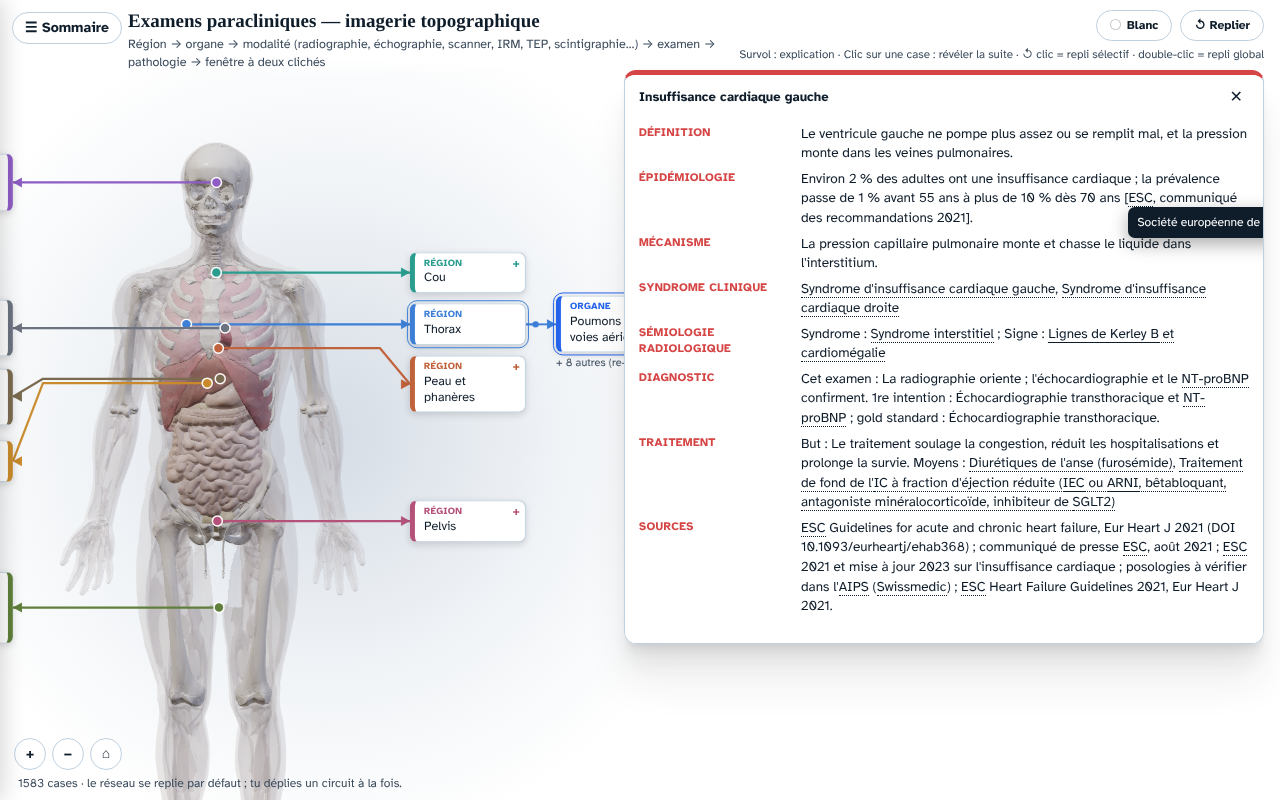 ☰ Sommaire
Examens paracliniques — imagerie topographique
Région → organe → modalité (radiographie, échographie, scanner, IRM, TEP, scintigraphie…) → examen →
pathologie → fenêtre à deux clichés
Blanc
↺ Replier
Survol : explication · Clic sur une case : révéler la suite · ↺ clic = repli sélectif · double-clic = repli global
RÉGION +
Cou
RÉGION
Thorax
ORGANE
Poumons
voies aéri
+ 8 autres (re-
RÉGION +
Peau et
phanères
RÉGION +
Pelvis
Insuffisance cardiaque gauche ✕
DÉFINITION
Le ventricule gauche ne pompe plus assez ou se remplit mal, et la pression
monte dans les veines pulmonaires.
ÉPIDÉMIOLOGIE
Environ 2 % des adultes ont une insuffisance cardiaque ; la prévalence
passe de 1 % avant 55 ans à plus de 10 % dès 70 ans [ESC, communiqué
des recommandations 2021].
Société européenne de
MÉCANISME
La pression capillaire pulmonaire monte et chasse le liquide dans
l'interstitium.
SYNDROME CLINIQUE
Syndrome d'insuffisance cardiaque gauche, Syndrome d'insuffisance
cardiaque droite
SÉMIOLOGIE
RADIOLOGIQUE
Syndrome : Syndrome interstitiel ; Signe : Lignes de Kerley B et
cardiomégalie
DIAGNOSTIC
Cet examen : La radiographie oriente ; l'échocardiographie et le NT-proBNP
confirment. 1re intention : Échocardiographie transthoracique et NT-
proBNP ; gold standard : Échocardiographie transthoracique.
TRAITEMENT
But : Le traitement soulage la congestion, réduit les hospitalisations et
prolonge la survie. Moyens : Diurétiques de l'anse (furosémide), Traitement
de fond de l'IC à fraction d'éjection réduite (IEC ou ARNI, bêtabloquant,
antagoniste minéralocorticoïde, inhibiteur de SGLT2)
SOURCES
ESC Guidelines for acute and chronic heart failure, Eur Heart J 2021 (DOI
10.1093/eurheartj/ehab368) ; communiqué de presse ESC, août 2021 ; ESC
2021 et mise à jour 2023 sur l'insuffisance cardiaque ; posologies à vérifier
dans l'AIPS (Swissmedic) ; ESC Heart Failure Guidelines 2021, Eur Heart J
2021.
+ − ⌂
1583 cases · le réseau se replie par défaut ; tu déplies un circuit à la fois.